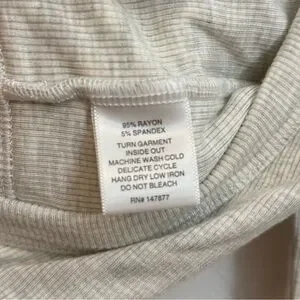 95% RAYON
5% SPANDEX
TURN GARMENT
INSIDE OUT
MACHINE WASH COLD
DELICATE CYCLE
HANG DRY LOW IRON
DO NOT BLEACH
RN# 147877